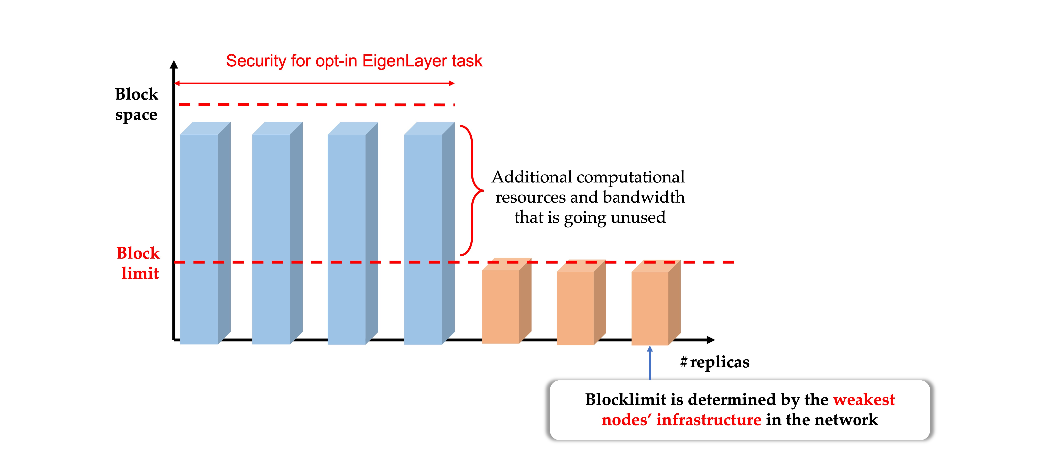 Security for opt-in EigenLayer task
Block
space
Additional computational
resources and bandwidth
that is going unused
Block
limit
#replicas
Blocklimit is determined by the weakest
nodes’ infrastructure in the network